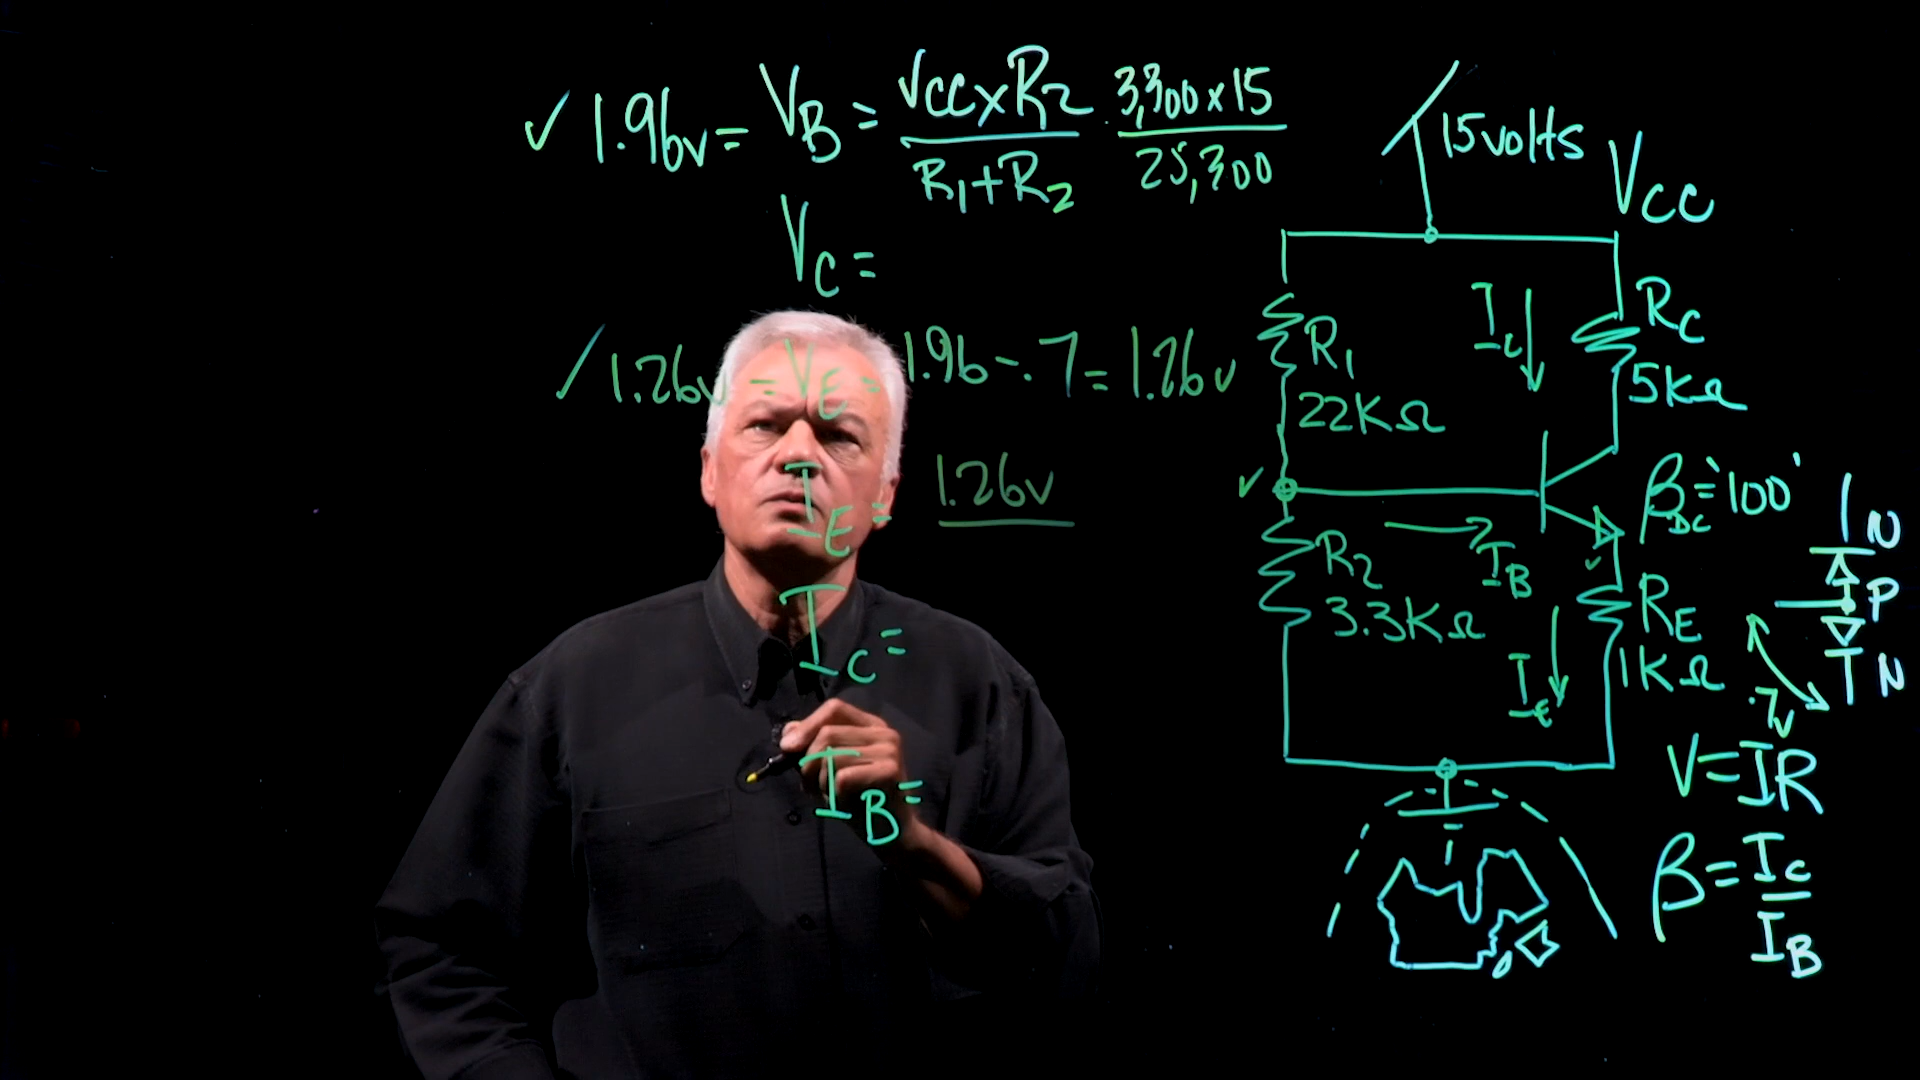 ✓ 1.96v = VB = VCC x R2 / R1 + R2 . 3,300 x 15 / 25,300
VC =
✓ 1.26v = VE = 1.96 - .7 = 1.26v
IE = 1.26v
IC =
IB =
15 volts
VCC
IC
RC
5KΩ
R1
22KΩ
✓
βDC = '100'
IB
R2
3.3KΩ
✓
RE
1KΩ
IE
N
P
N
.7v
V = IR
β = IC / IB